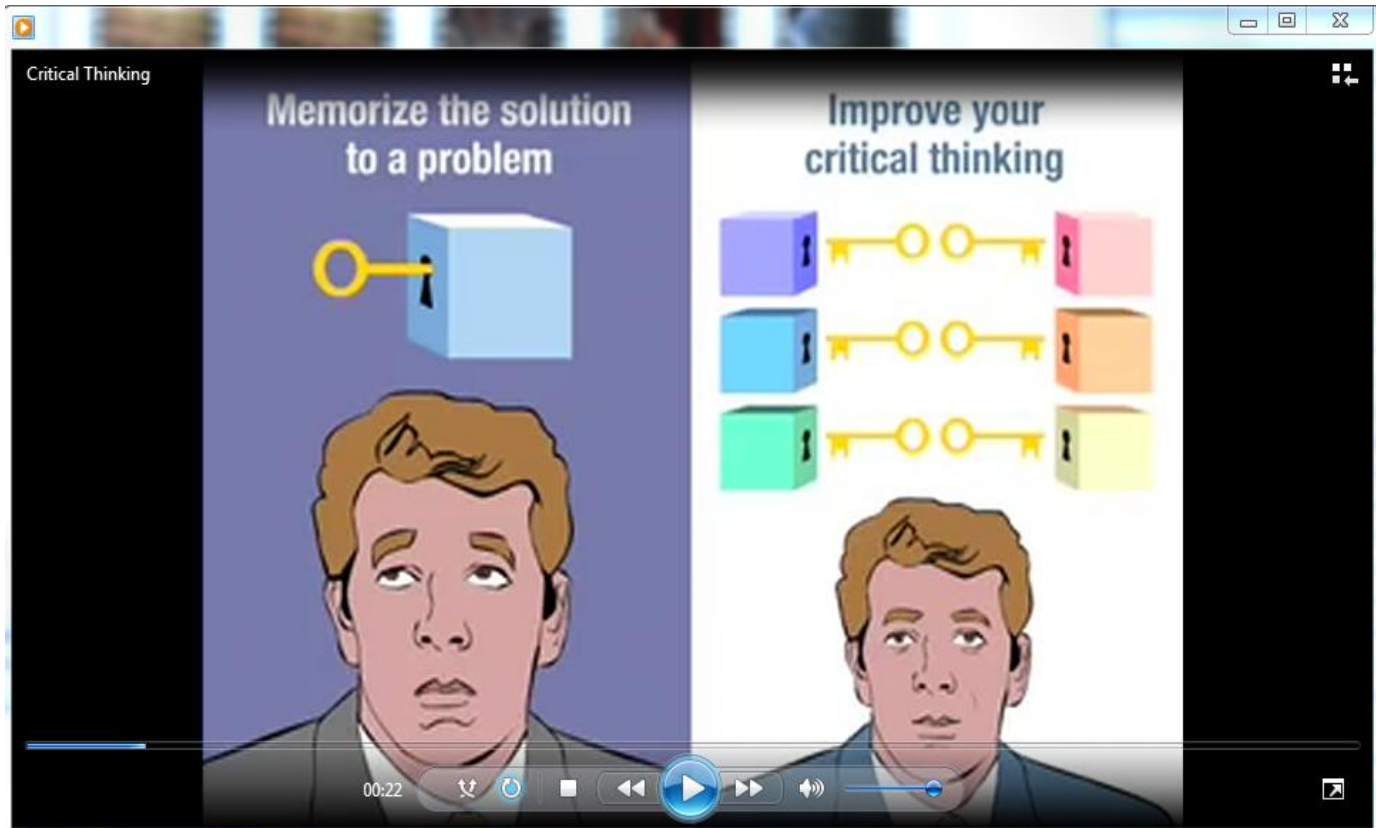 Critical Thinking
Memorize the solution
to a problem
Improve your
critical thinking
00:22